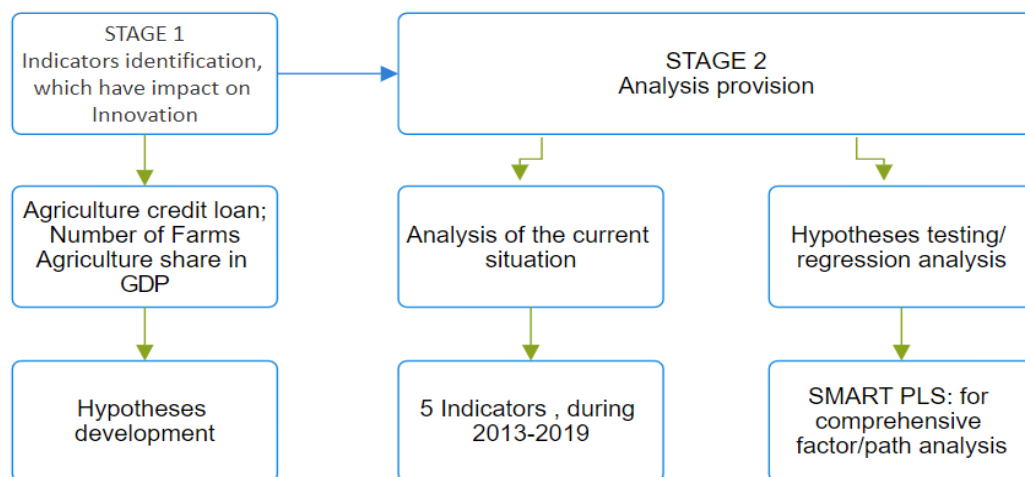 STAGE 1
Indicators identification,
which have impact on
Innovation
STAGE 2
Analysis provision
Agriculture credit loan;
Number of Farms
Agriculture share in
GDP
Analysis of the current
situation
Hypotheses testing/
regression analysis
Hypotheses
development
5 Indicators , during
2013-2019
SMART PLS: for
comprehensive
factor/path analysis